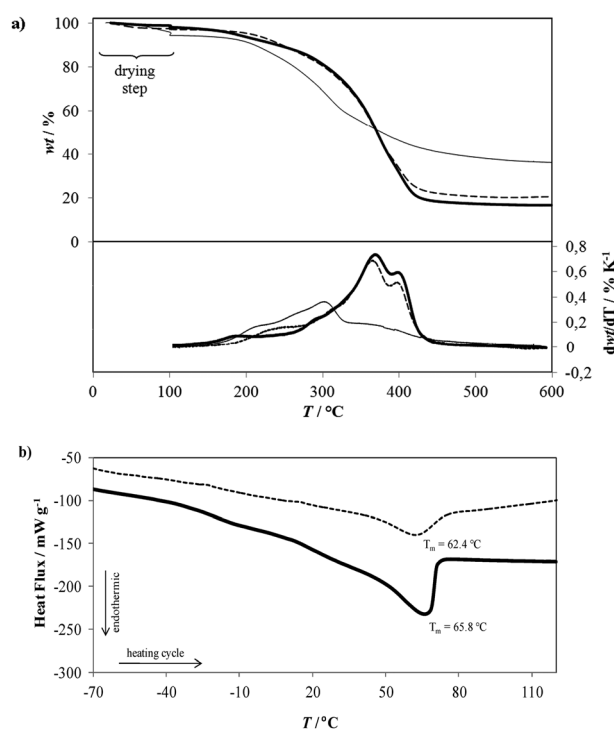 a)
100
80
60
40
20
0
wt / %
drying
step
0,8
0,6
0,4
0,2
0
-0,2
dwt/dT / % K⁻¹
0 100 200 300 400 500 600
T / °C
b)
-50
-100
-150
-200
-250
-300
Heat Flux / mW g⁻¹
Tₘ = 62.4 °C
Tₘ = 65.8 °C
endothermic
heating cycle
-70 -40 -10 20 50 80 110
T / °C